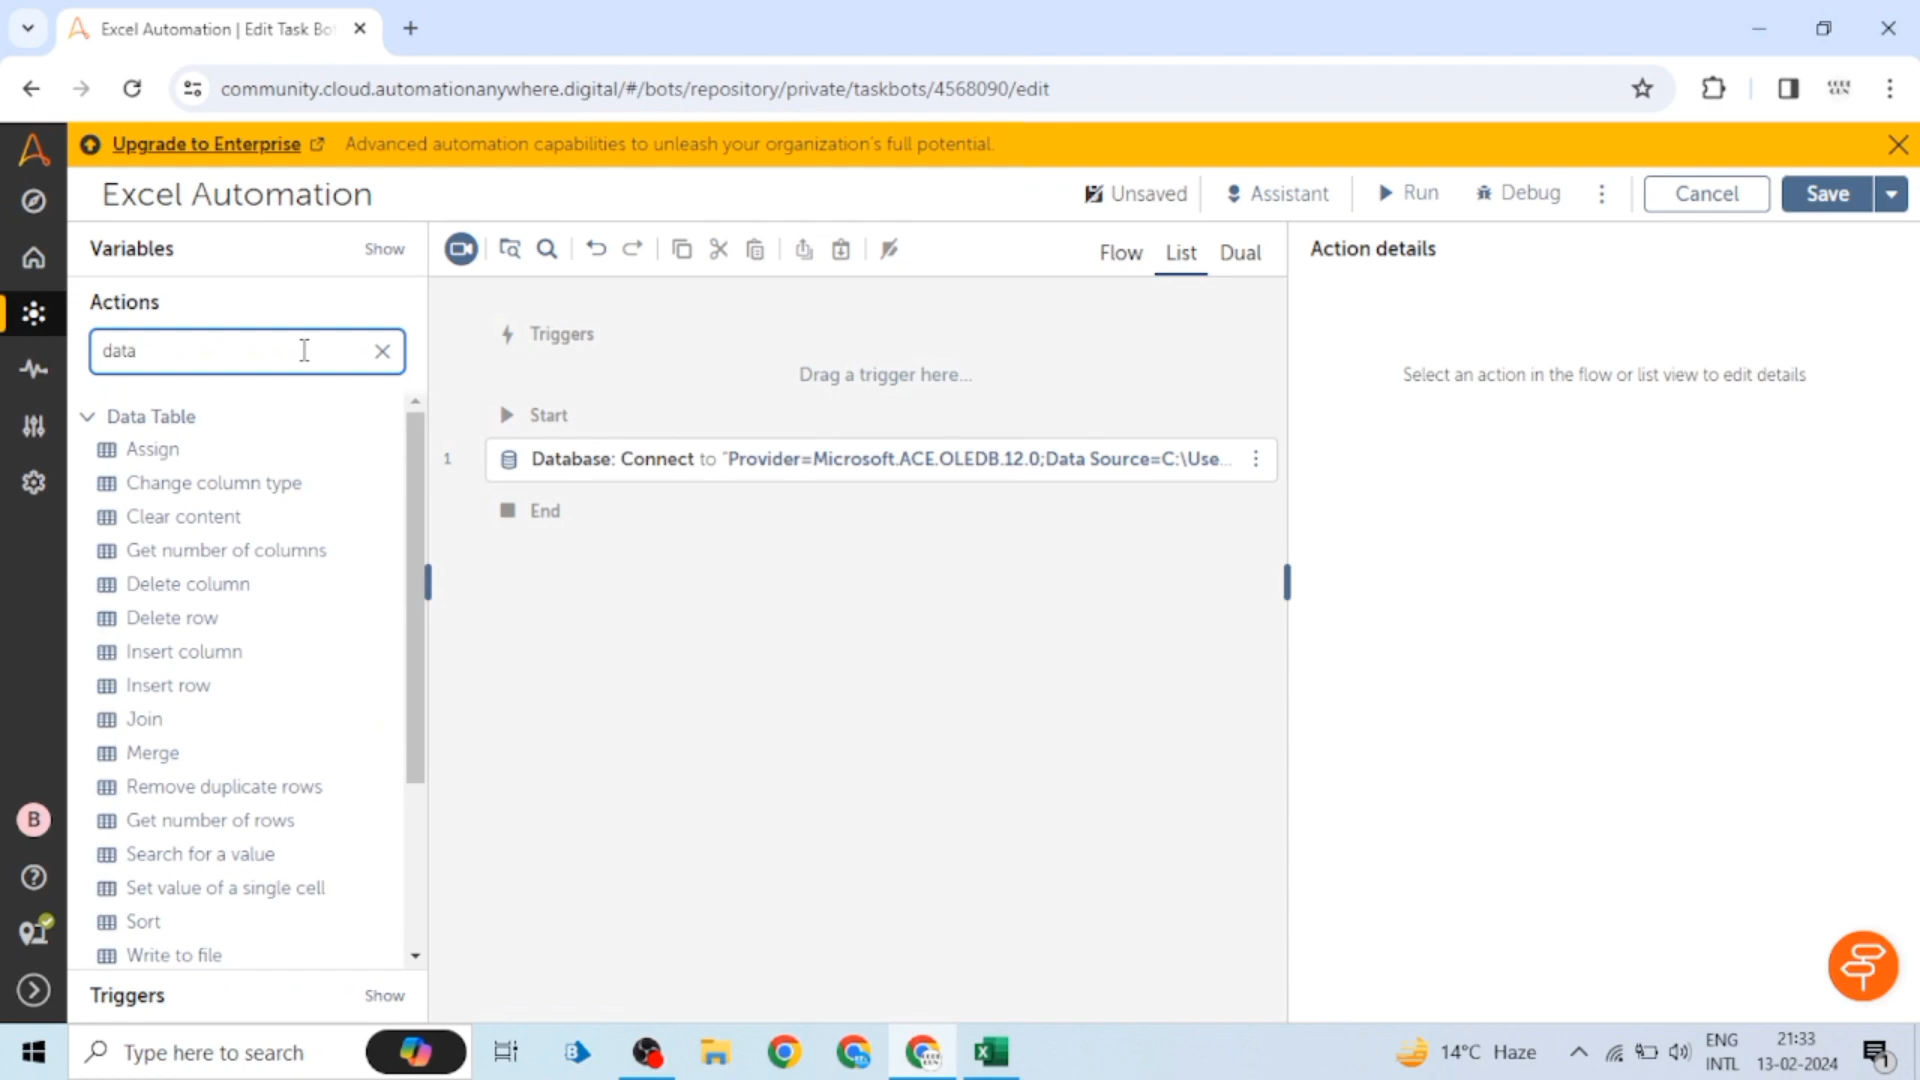 Excel Automation | Edit Task Bo
community.cloud.automationanywhere.digital/#/bots/repository/private/taskbots/4568090/edit
Upgrade to Enterprise Advanced automation capabilities to unleash your organization's full potential.
Excel Automation
Unsaved
Assistant
Run
Debug
Cancel
Save
Variables
Show
Flow
List
Dual
Action details
Actions
data
Triggers
Drag a trigger here...
Select an action in the flow or list view to edit details
Start
1
Database: Connect to "Provider=Microsoft.ACE.OLEDB.12.0;Data Source=C:\Use...
End
Data Table
Assign
Change column type
Clear content
Get number of columns
Delete column
Delete row
Insert column
Insert row
Join
Merge
Remove duplicate rows
Get number of rows
Search for a value
Set value of a single cell
Sort
Write to file
B
Triggers
Show
Type here to search
14°C Haze
ENG
INTL
21:33
13-02-2024
1